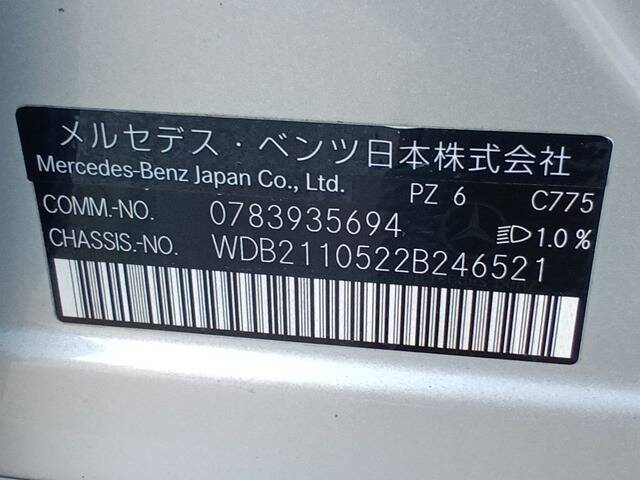 メルセデス・ベンツ日本株式会社
Mercedes-Benz Japan Co., Ltd. PZ 6 C775
COMM.-NO. 0783935694 1.0 %
CHASSIS.-NO. WDB2110522B246521